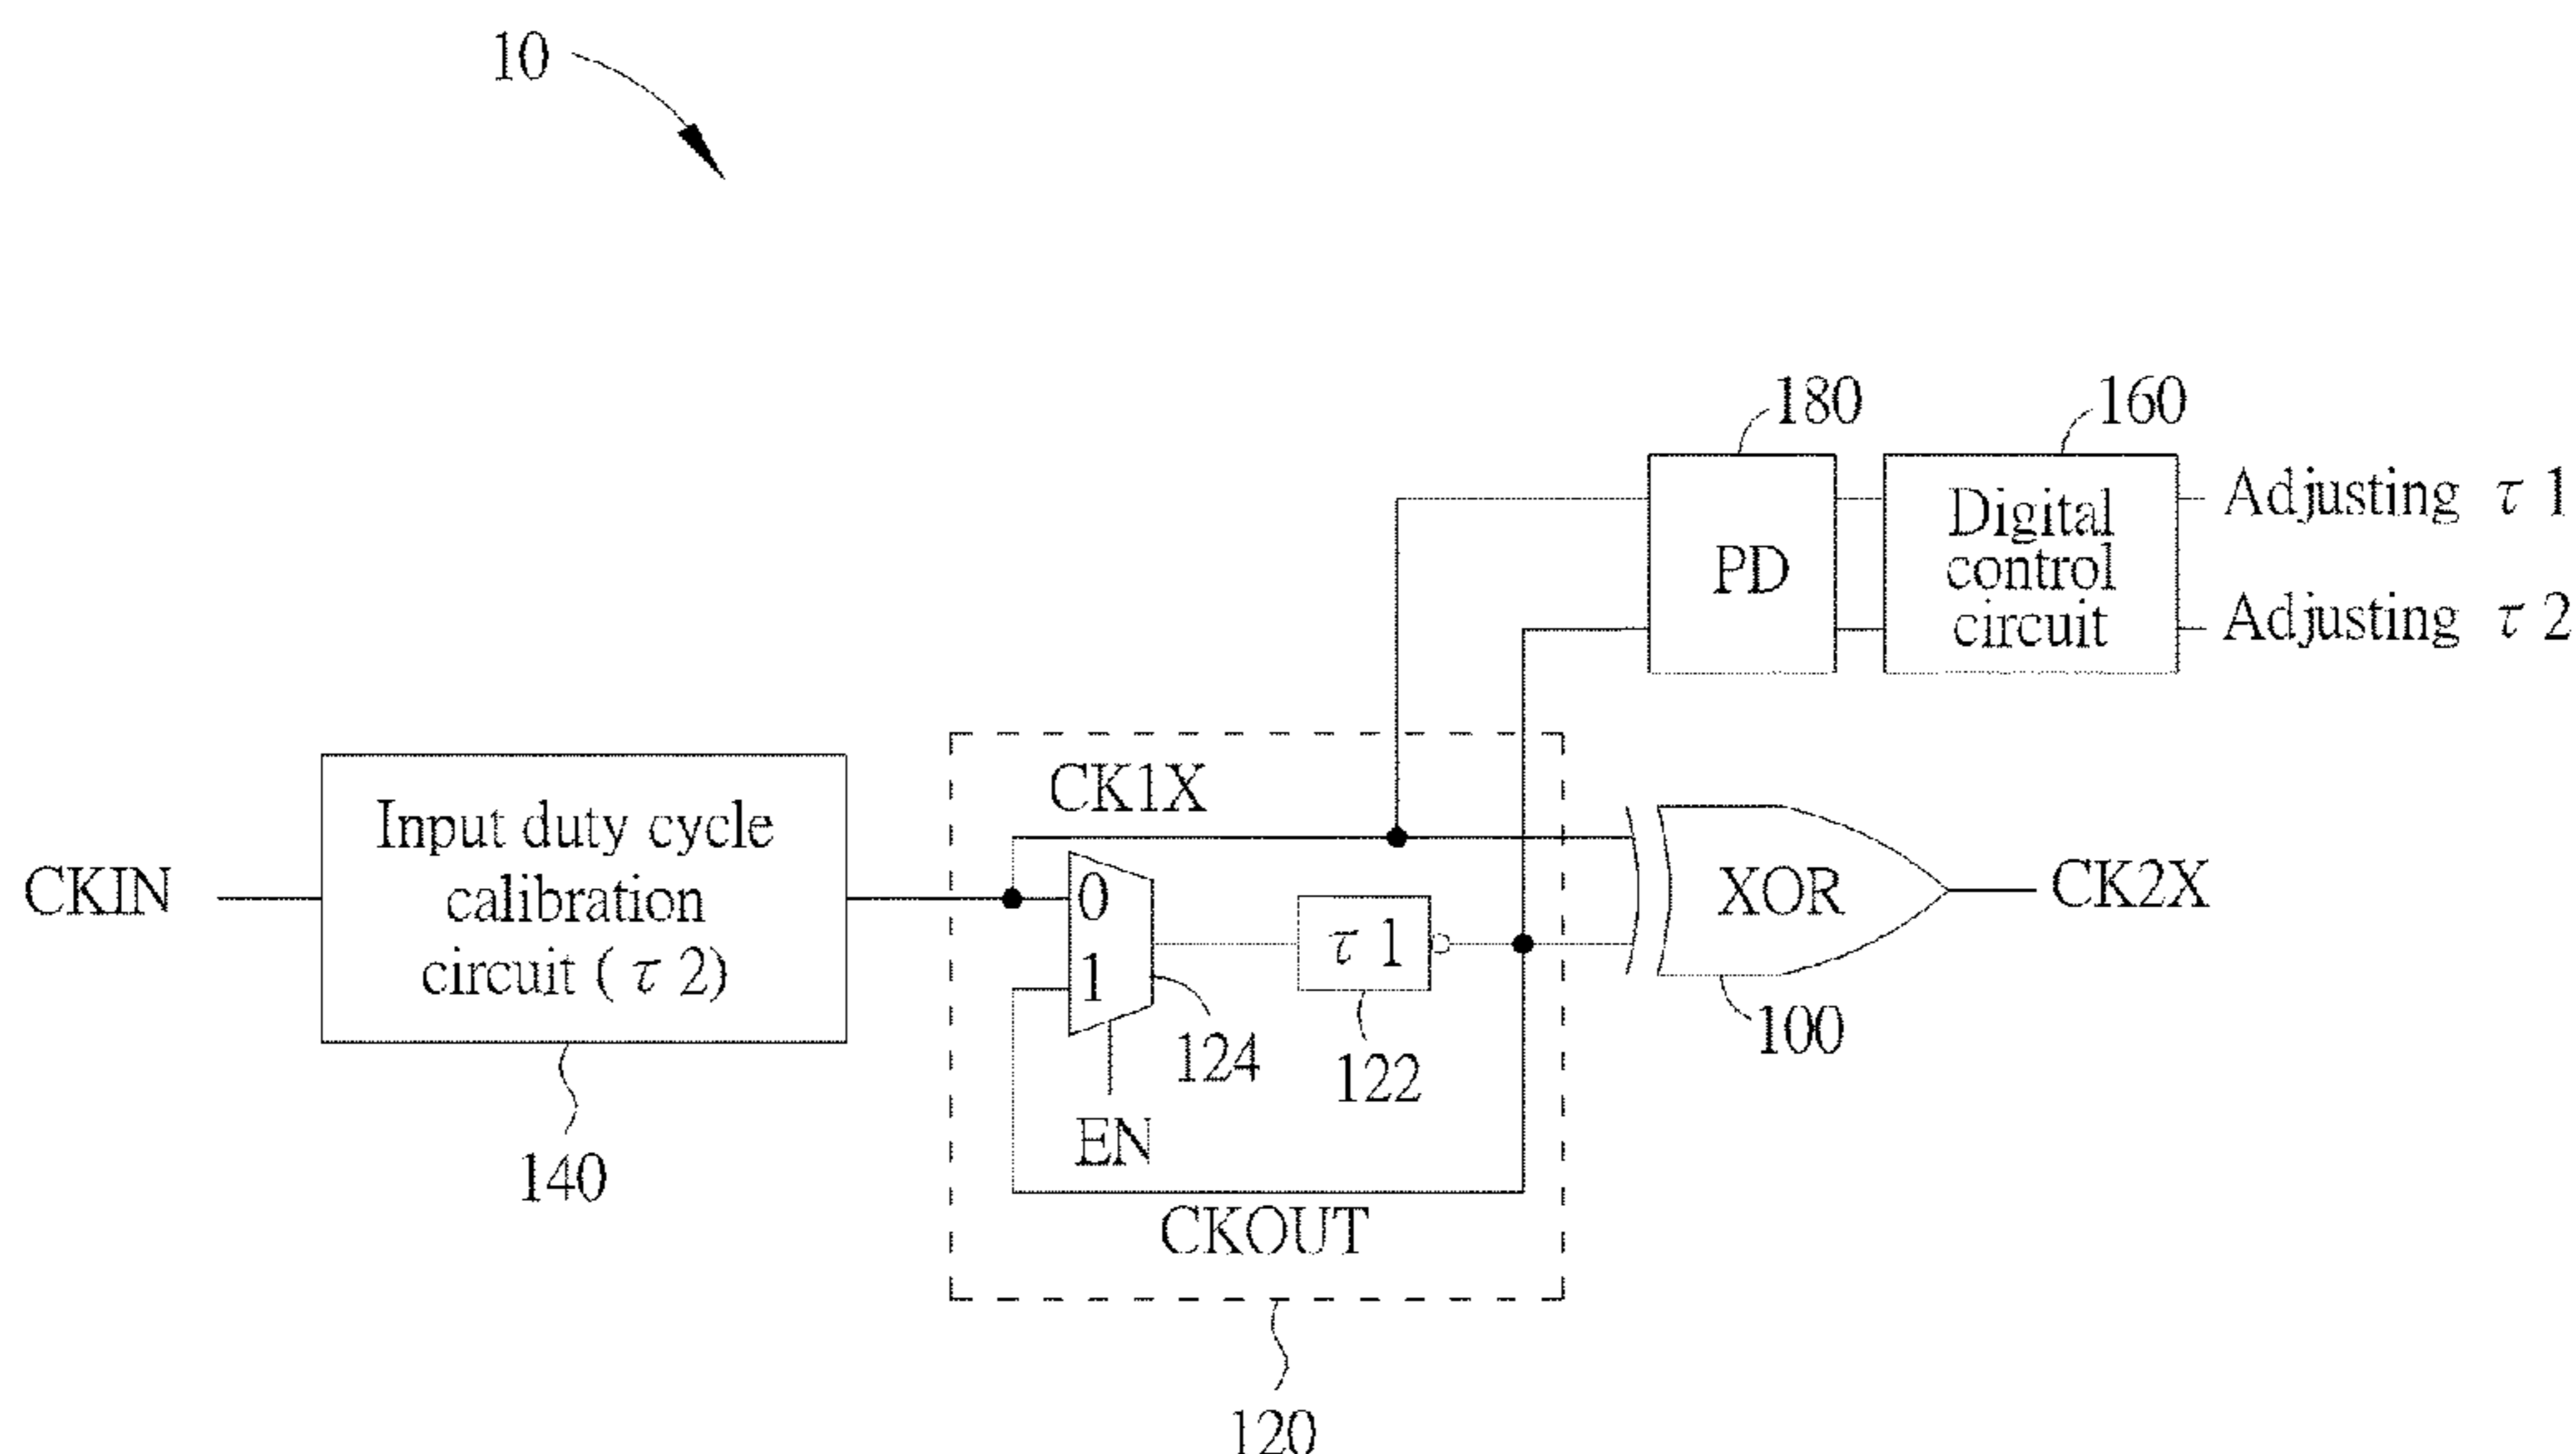 10
180
160
PD
Digital
control
circuit
Adjusting τ 1
Adjusting τ 2
CKIN
Input duty cycle
calibration
circuit ( τ 2)
140
CK1X
0
1
124
EN
τ 1
122
CKOUT
120
XOR
100
CK2X